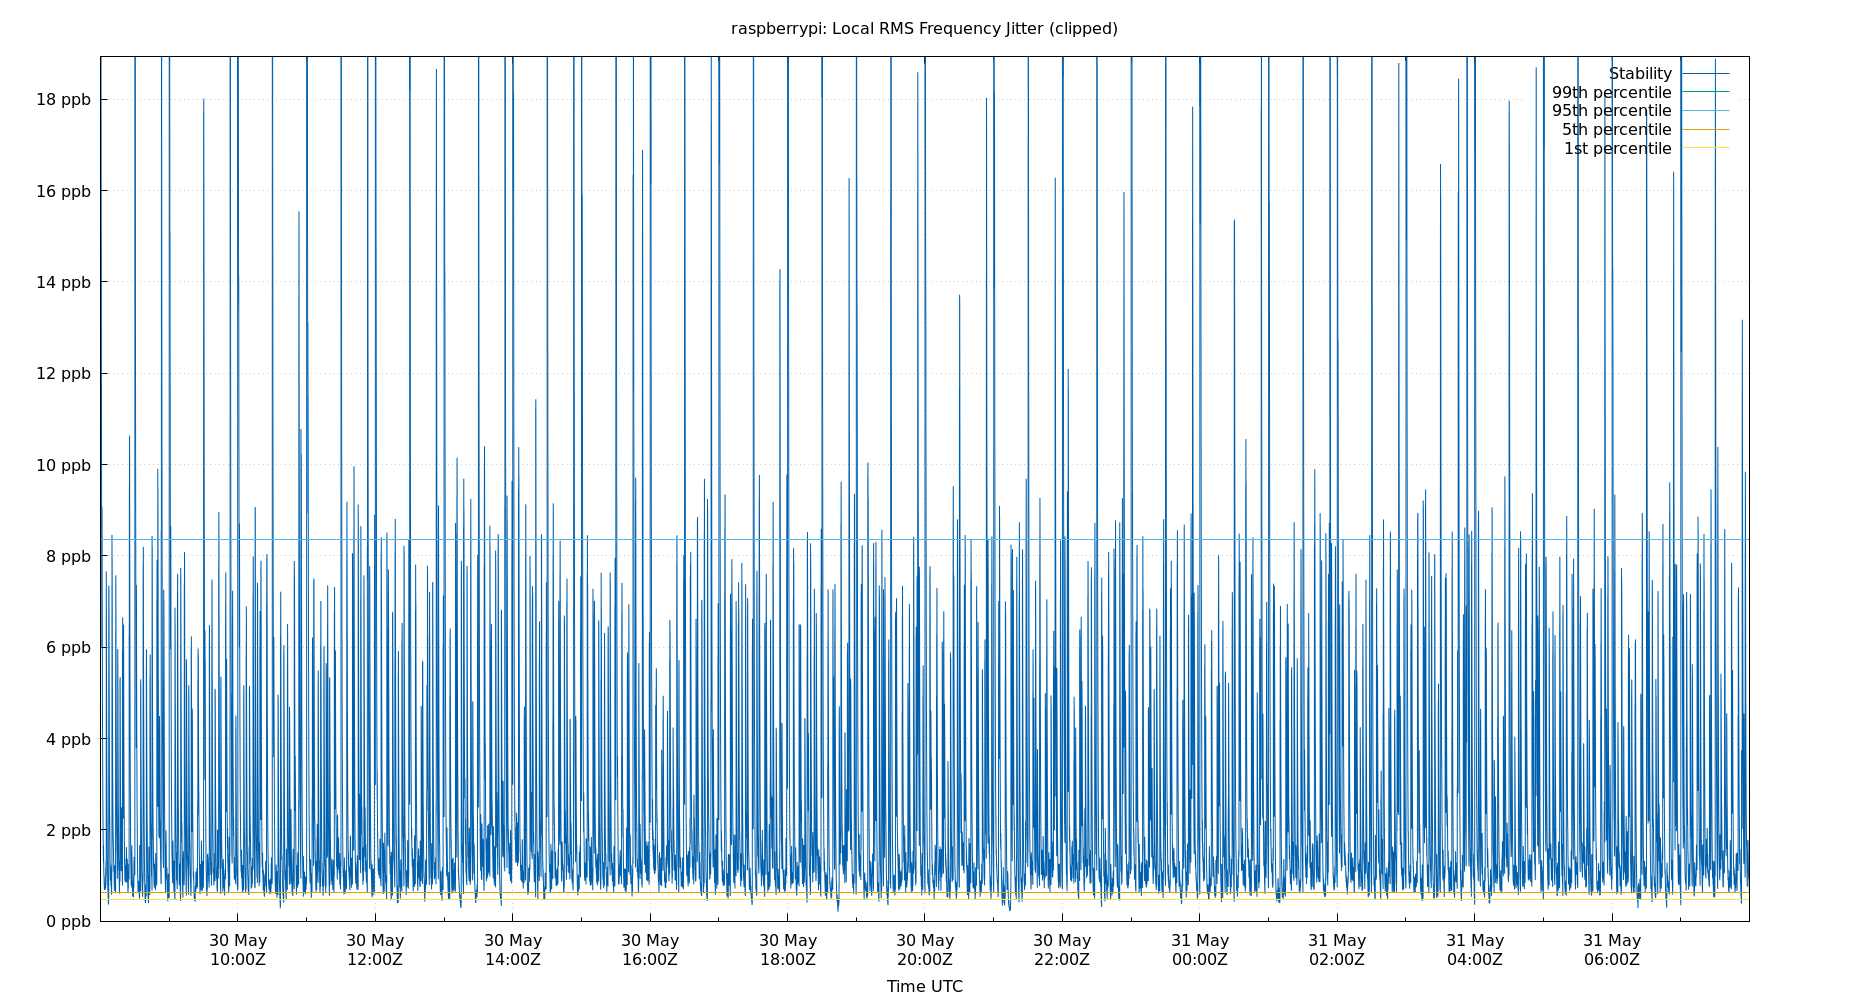 raspberrypi: Local RMS Frequency Jitter (clipped)
Stability
99th percentile
95th percentile
5th percentile
1st percentile
18 ppb
16 ppb
14 ppb
12 ppb
10 ppb
8 ppb
6 ppb
4 ppb
2 ppb
0 ppb
30 May 30 May 30 May 30 May 30 May 30 May 30 May 31 May 31 May 31 May 31 May
10:00Z 12:00Z 14:00Z 16:00Z 18:00Z 20:00Z 22:00Z 00:00Z 02:00Z 04:00Z 06:00Z
Time UTC